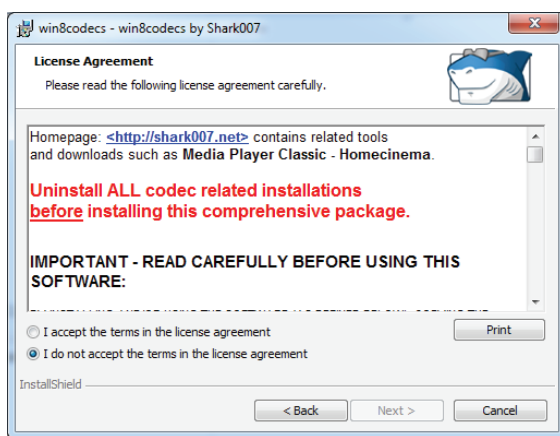 win8codecs - win8codecs by Shark007
License Agreement
Please read the following license agreement carefully.
Homepage: <http://shark007.net> contains related tools
and downloads such as Media Player Classic - Homecinema.
Uninstall ALL codec related installations
before installing this comprehensive package.
IMPORTANT - READ CAREFULLY BEFORE USING THIS
SOFTWARE:
I accept the terms in the license agreement
Print
I do not accept the terms in the license agreement
InstallShield
< Back
Next >
Cancel